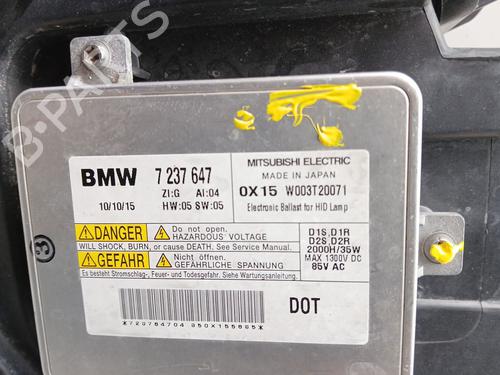 BMW 7 237 647
ZI:G AI:04
10/10/15 HW:05 SW:05
MITSUBISHI ELECTRIC
MADE IN JAPAN
0X15 W003T20071
Electronic Ballast for HID Lamp
DANGER Do not open. HAZARDOUS VOLTAGE
WILL SHOCK, BURN, or cause DEATH. See Service Manual.
GEFAHR Nicht öffnen. GEFÄHRLICHE SPANNUNG
Es besteht Stromschlag-, Feuer- und Todesgefahr. Siehe Wartungsanleitung.
D1S,D1R
D2S,D2R
2000H/35W
MAX 1300V DC
85V AC
DOT
B-PARTS